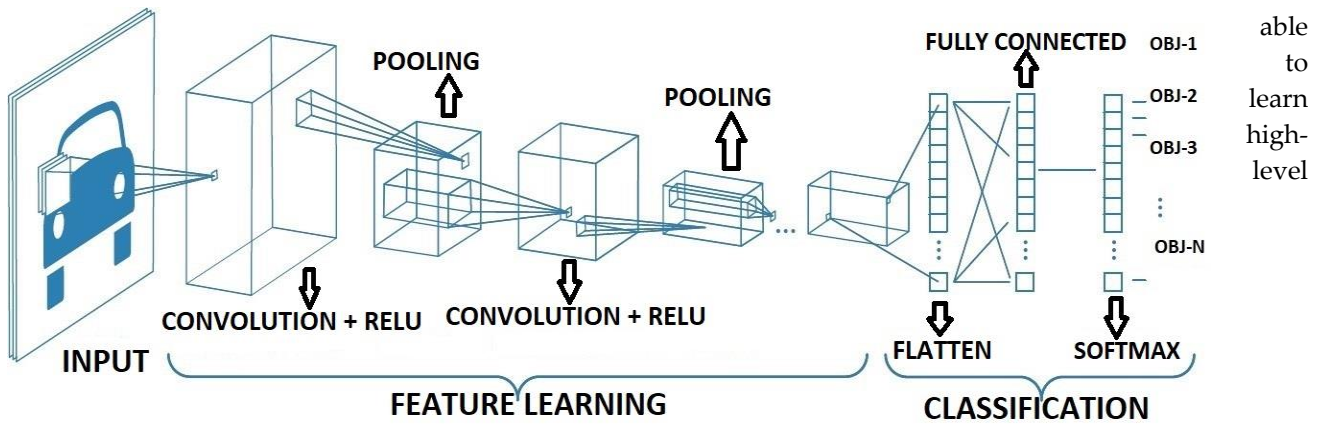 POOLING
POOLING
FULLY CONNECTED
OBJ-1
OBJ-2
OBJ-3
⋮
OBJ-N
...
CONVOLUTION + RELU
CONVOLUTION + RELU
INPUT
FLATTEN
SOFTMAX
FEATURE LEARNING
CLASSIFICATION
able
to
learn
high-
level